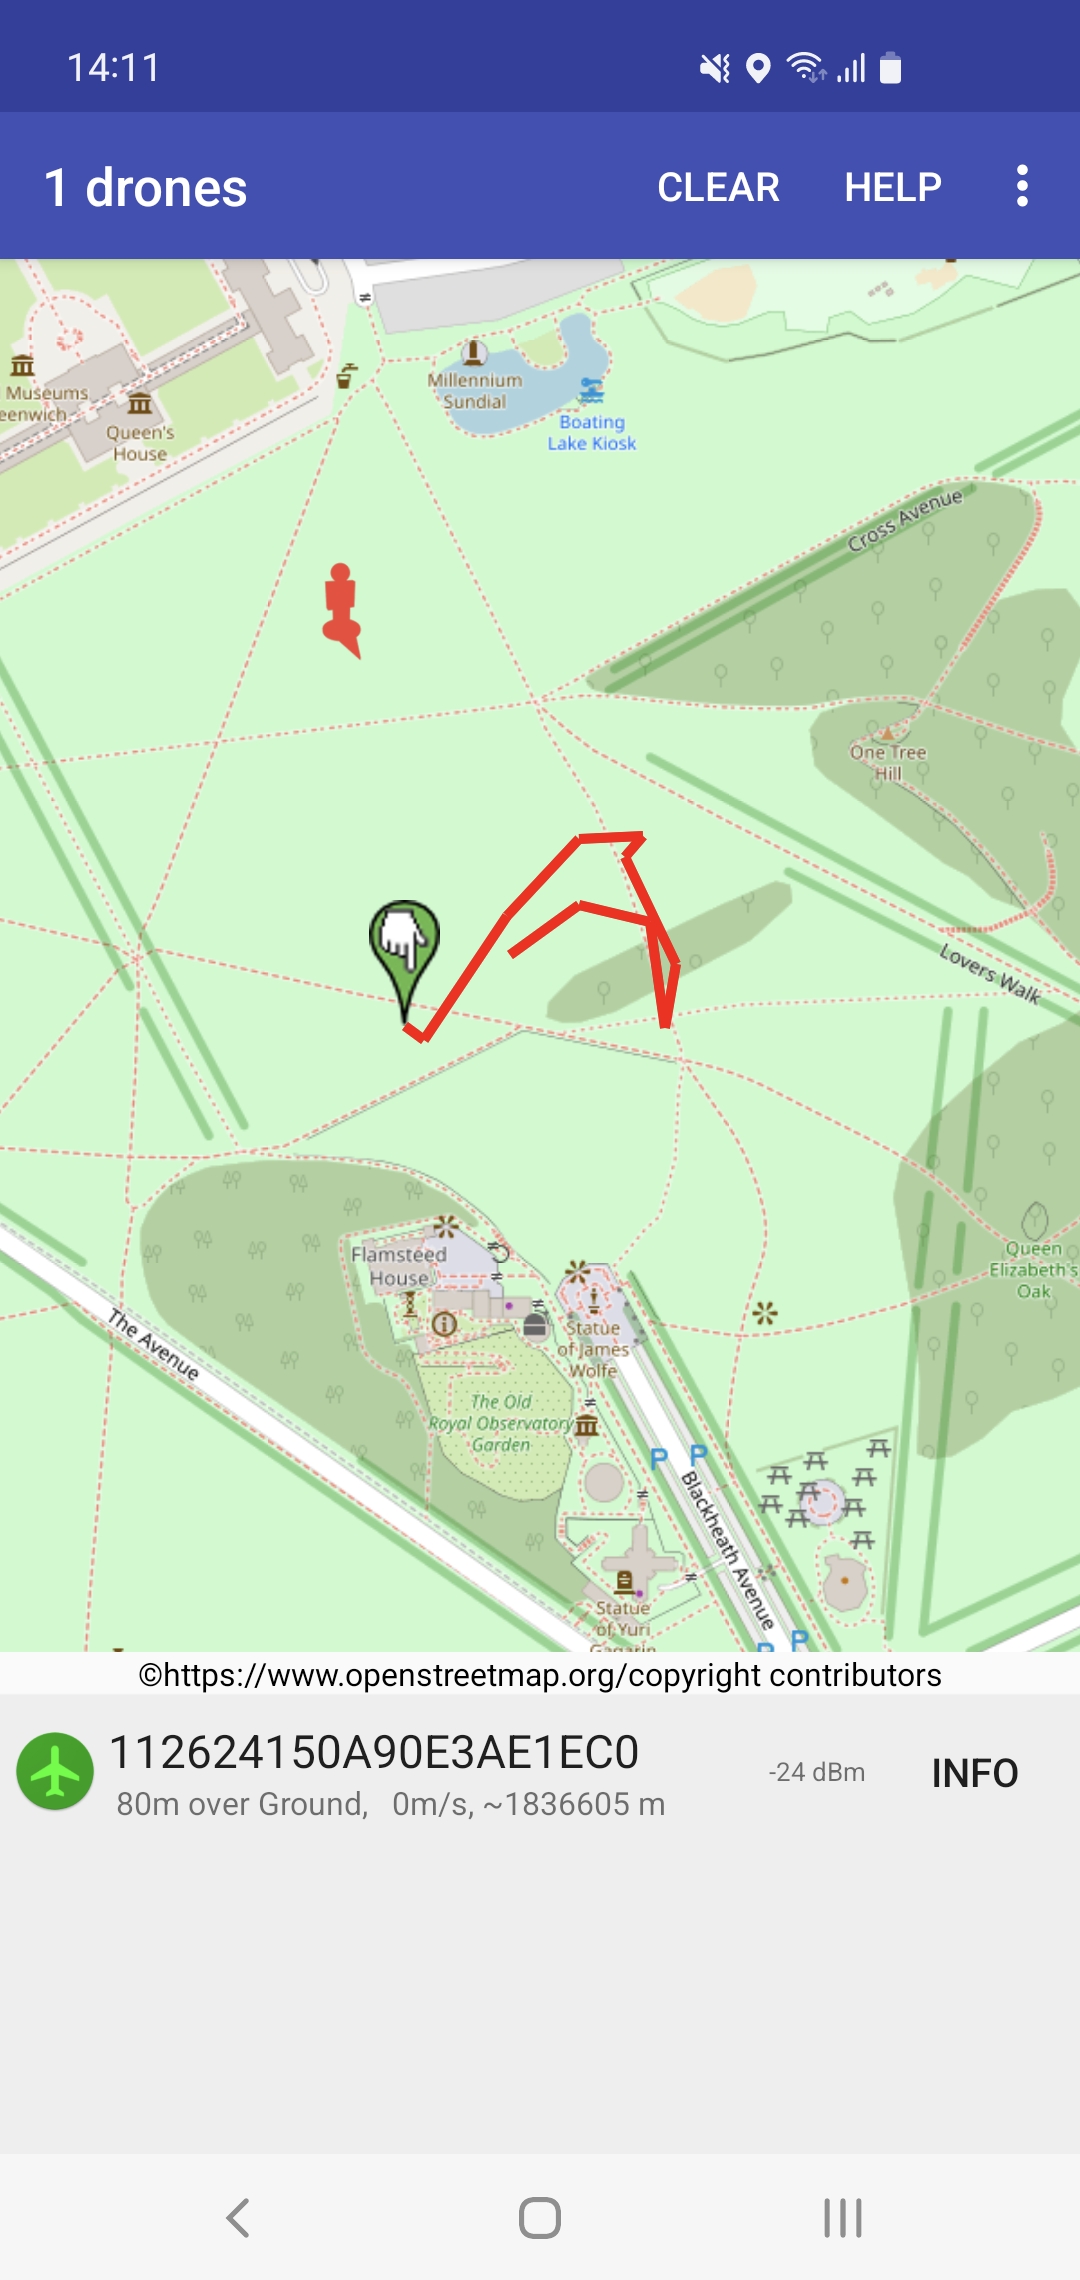 14:11
1 drones
CLEAR
HELP
Millennium
Sundial
Boating
Lake Kiosk
Museums
eenwich
Queen's
House
Cross Avenue
One Tree
Hill
Lovers Walk
Queen
Elizabeth's
Oak
Flamsteed
House
The Avenue
Statue
of James
Wolfe
The Old
Royal Observatory
Garden
P P
Blackheath Avenue
Statue
of Yuri
Gagarin
P P
©https://www.openstreetmap.org/copyright contributors
112624150A90E3AE1EC0
80m over Ground, 0m/s, ~1836605 m
-24 dBm
INFO